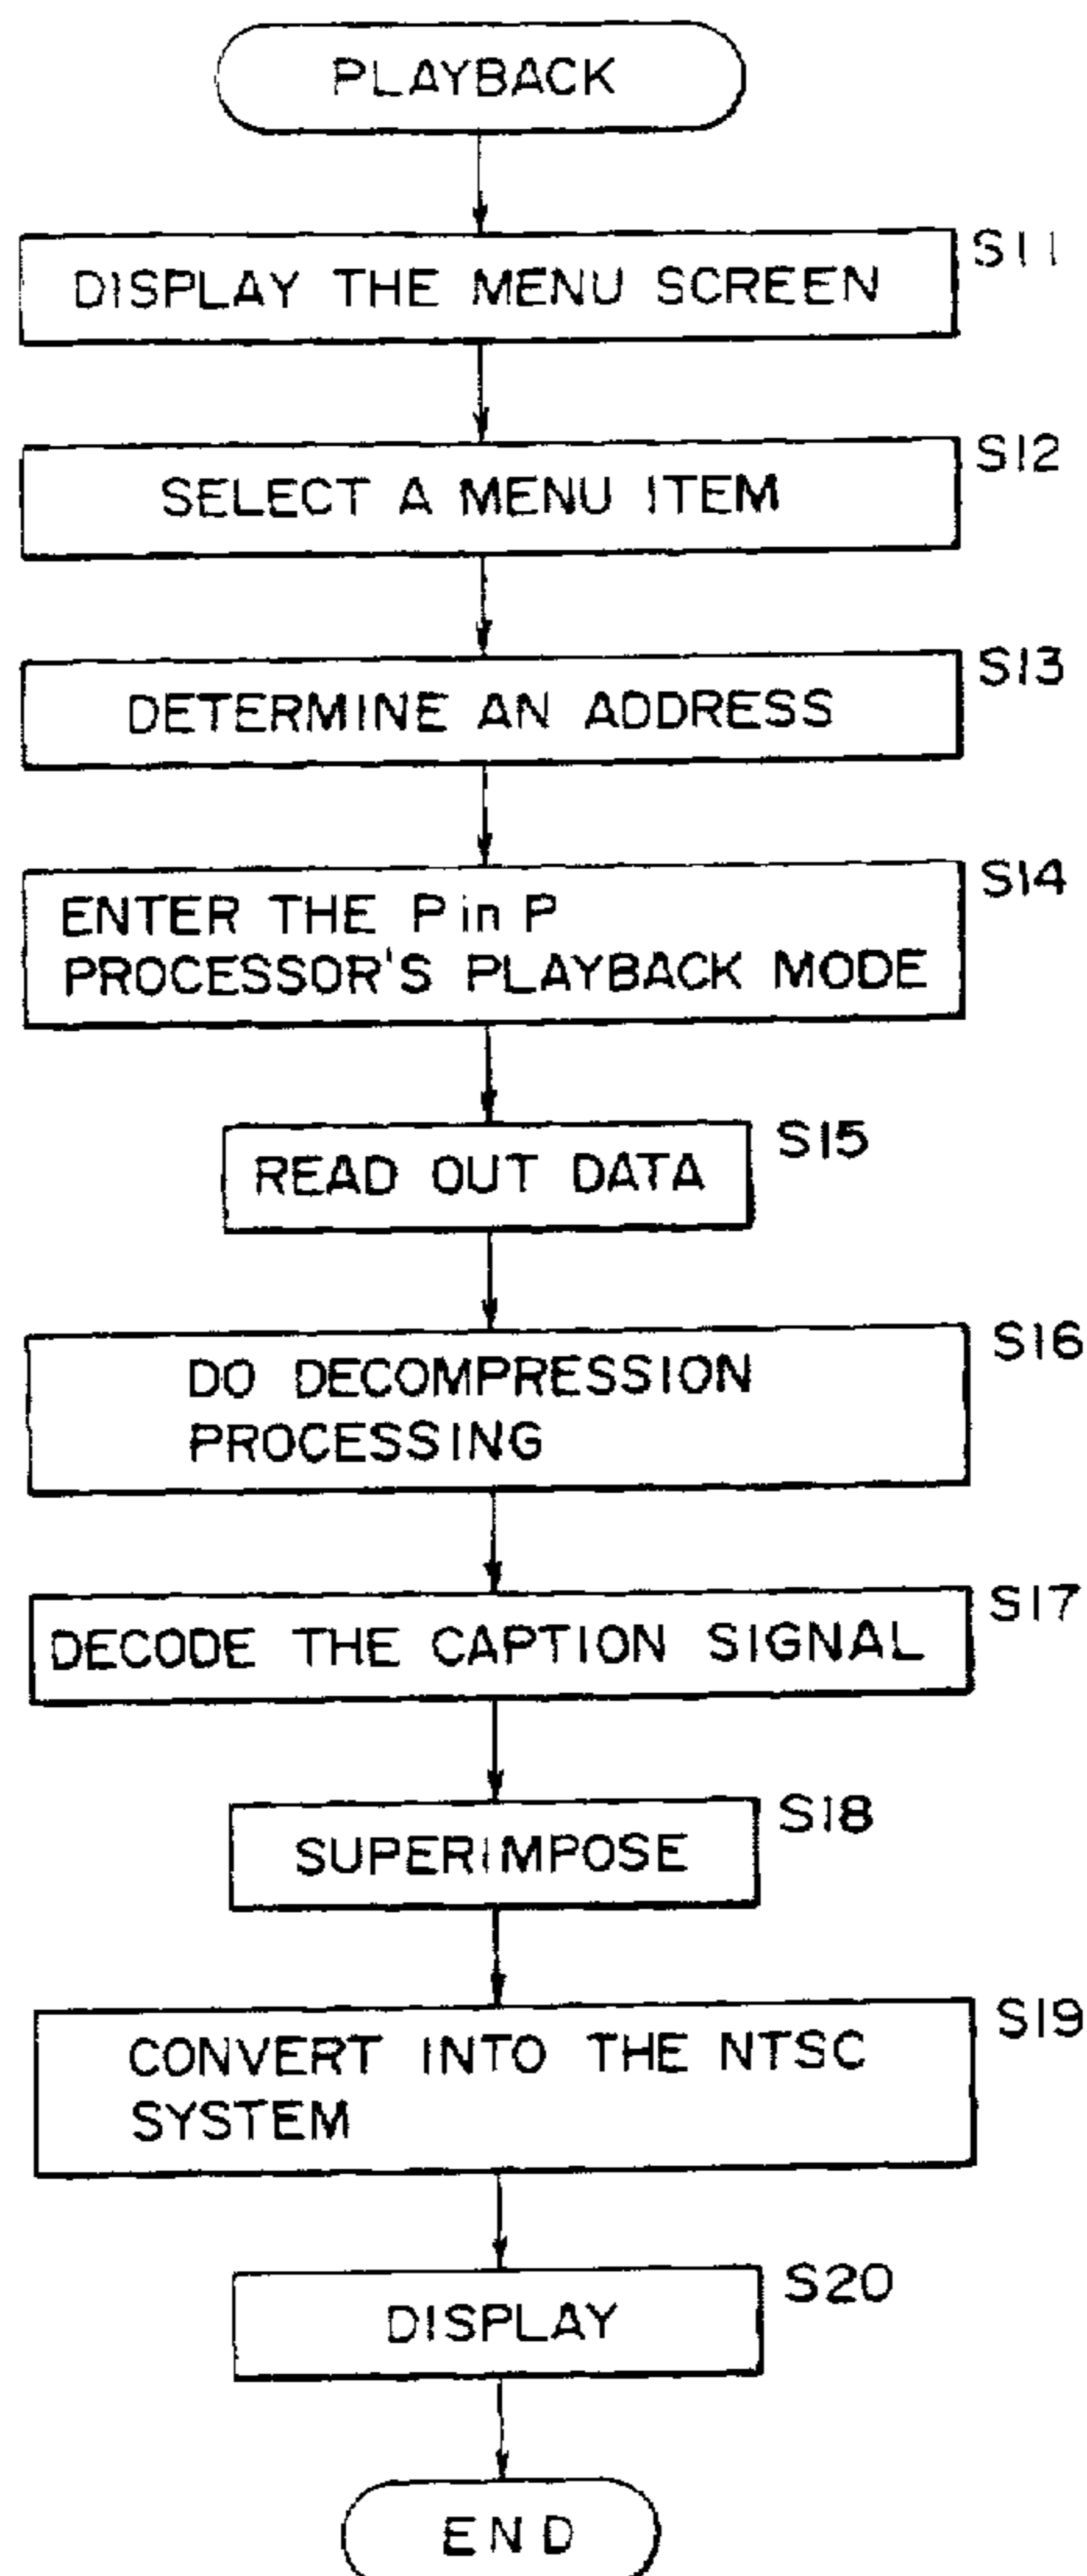 PLAYBACK
DISPLAY THE MENU SCREEN
S11
SELECT A MENU ITEM
S12
DETERMINE AN ADDRESS
S13
ENTER THE P in P
PROCESSOR'S PLAYBACK MODE
S14
READ OUT DATA
S15
DO DECOMPRESSION
PROCESSING
S16
DECODE THE CAPTION SIGNAL
S17
SUPERIMPOSE
S18
CONVERT INTO THE NTSC
SYSTEM
S19
DISPLAY
S20
END